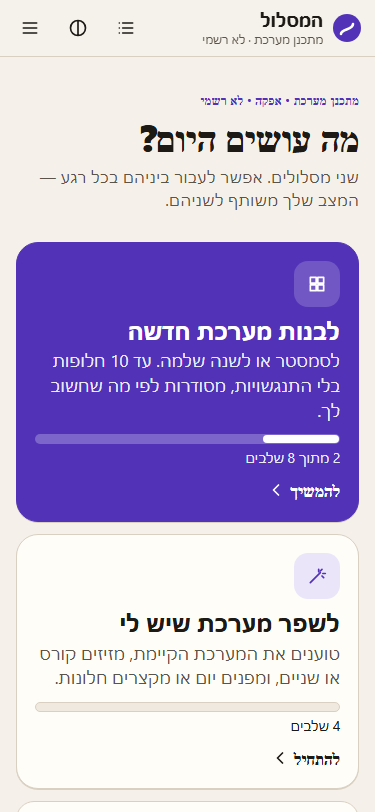 המסלול
מתכנן מערכת · לא רשמי
מתכנן מערכת • אפקה • לא רשמי
מה עושים היום?
שני מסלולים. אפשר לעבור ביניהם בכל רגע —
המצב שלך משותף לשניהם.
לבנות מערכת חדשה
לסמסטר או לשנה שלמה. עד 10 חלופות
בלי התנגשויות, מסודרות לפי מה שחשוב
לך.
2 מתוך 8 שלבים
להמשיך
לשפר מערכת שיש לי
טוענים את המערכת הקיימת, מזיזים קורס
או שניים, ומפנים יום או מקצרים חלונות.
4 שלבים
להתחיל